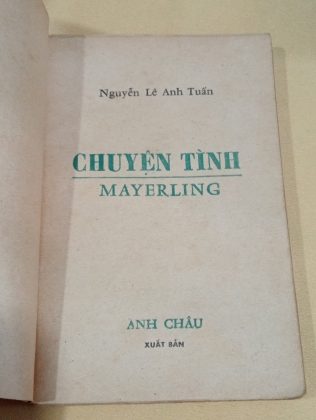 Nguyễn Lê Anh Tuấn
CHUYỆN TÌNH
MAYERLING
ANH CHÂU
XUẤT BẢN